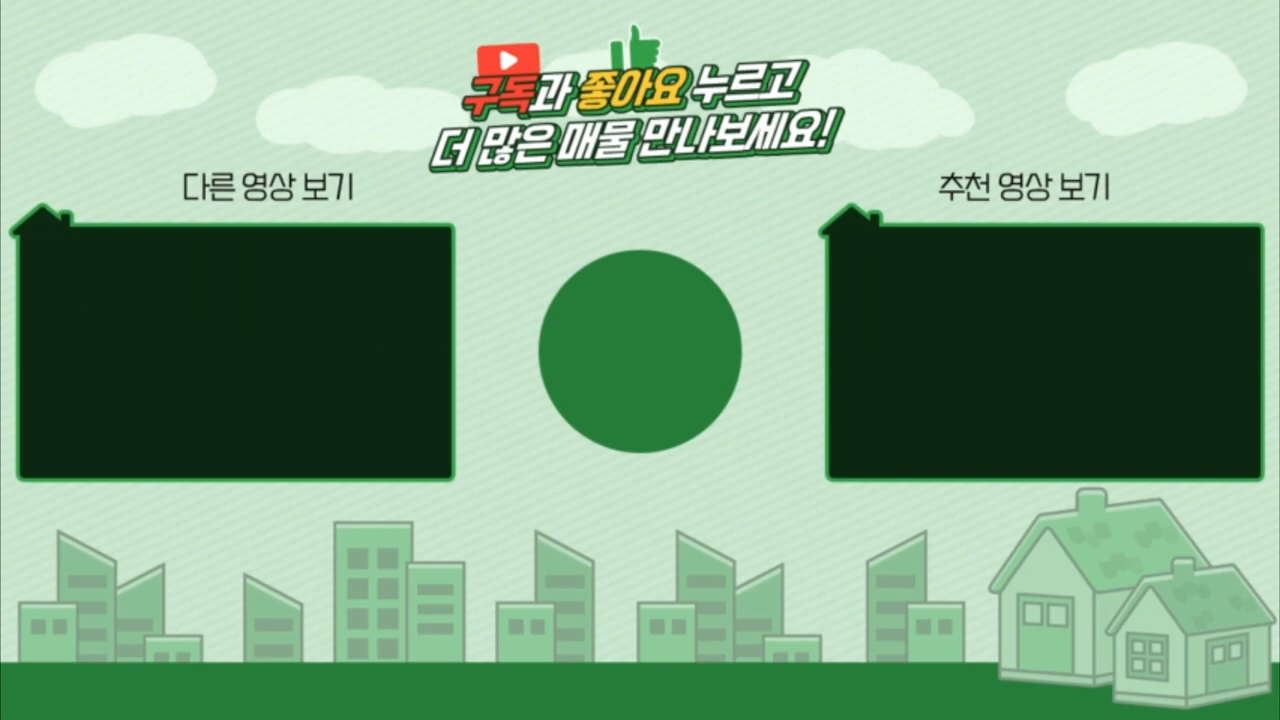 구독과 좋아요 누르고
더 많은 매물 만나보세요!
다른 영상 보기
추천 영상 보기